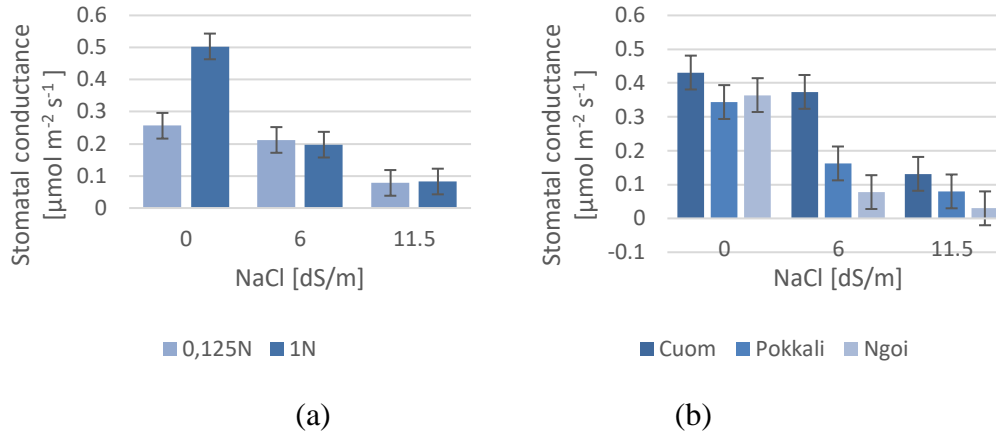 Stomatal conductance
[µmol m⁻² s⁻¹]
0.6
0.5
0.4
0.3
0.2
0.1
0
0 6 11.5
NaCl [dS/m]
0,125N 1N
(a)
Stomatal conductance
[µmol m⁻² s⁻¹]
0.6
0.5
0.4
0.3
0.2
0.1
0
-0.1
0 6 11.5
NaCl [dS/m]
Cuom Pokkali Ngoi
(b)